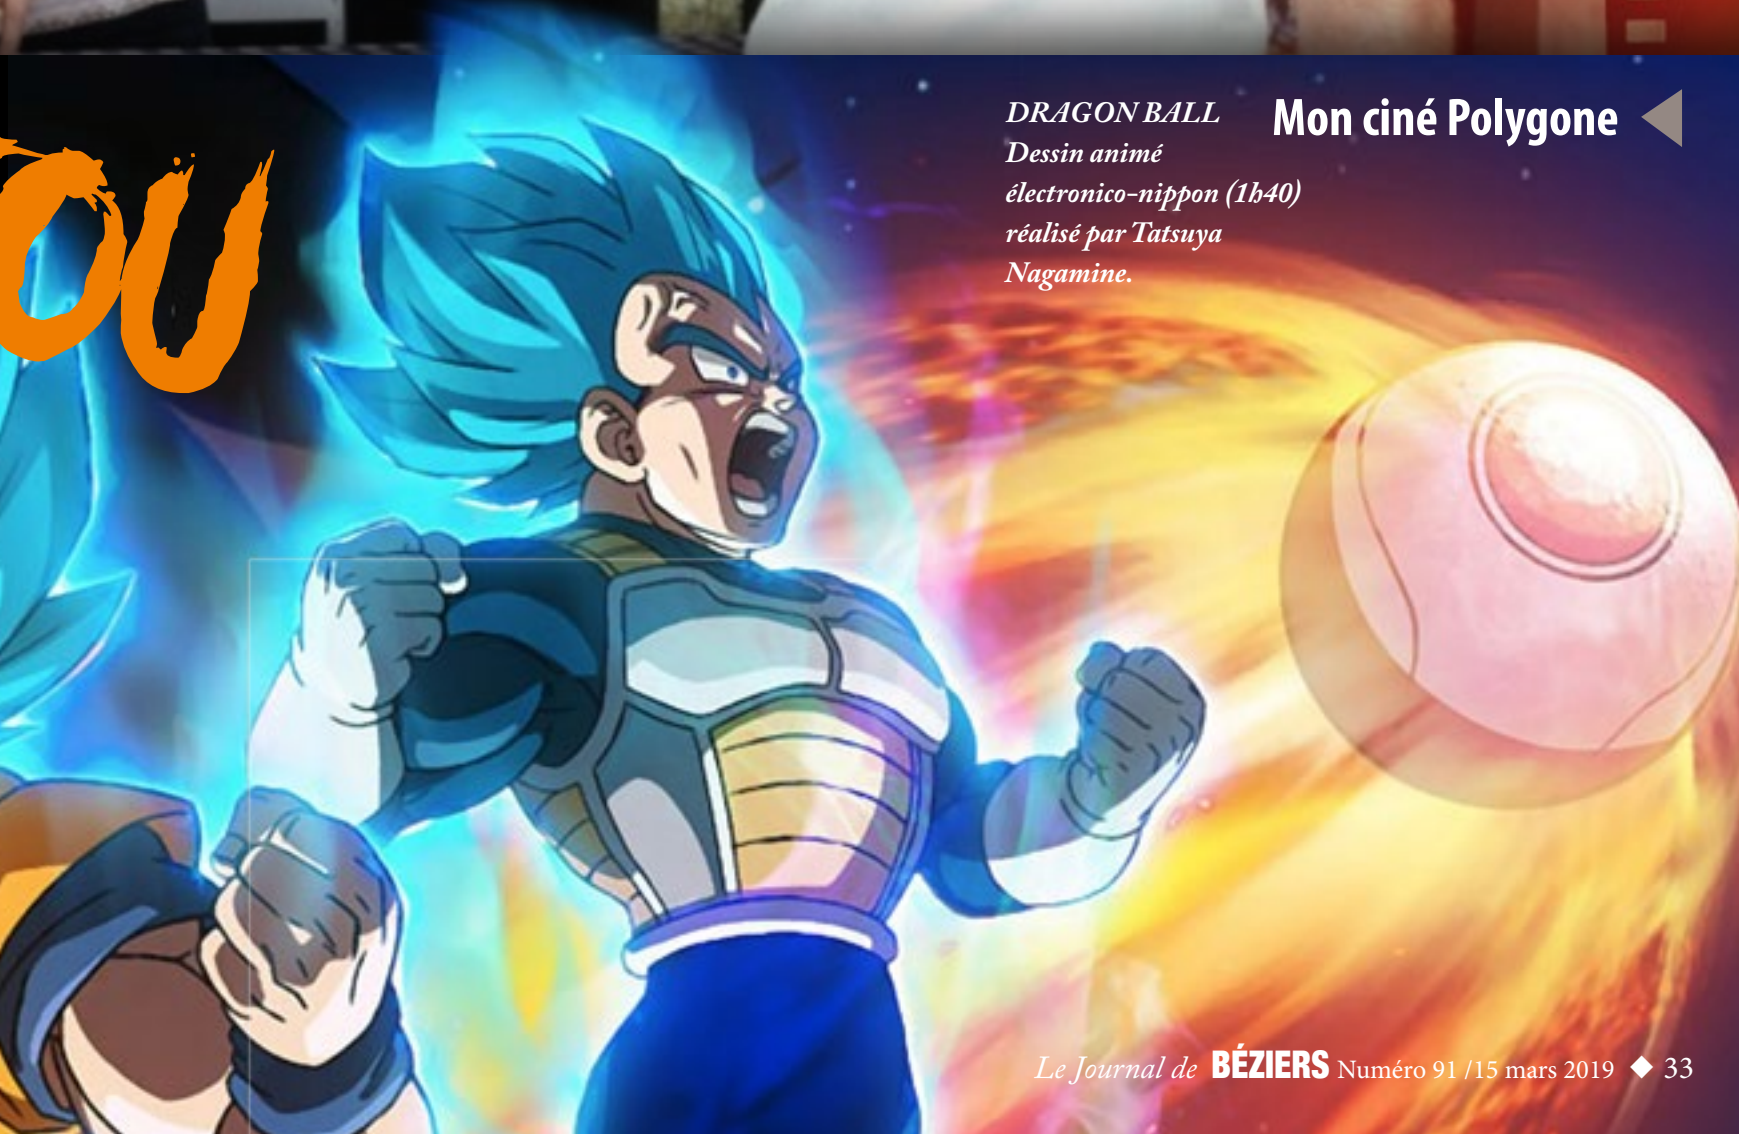 OU
DRAGON BALL
Dessin animé
électronico-nippon (1h40)
réalisé par Tatsuya
Nagamine.
Mon ciné Polygone
Le Journal de BÉZIERS Numéro 91 /15 mars 2019 ◆ 33